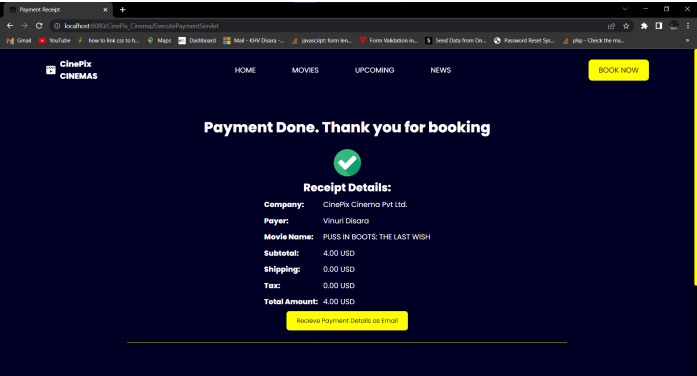 Payment Receipt
localhost:8080/CinePix_Cinema/ExecutePaymentServlet
Gmail YouTube how to link css to h... Maps Dashboard Mail - KHV Disara -... javascript: form len... Form Validation in... Send Data from On... Password Reset Sys... php - Check the ma...
CinePix
CINEMAS
HOME MOVIES UPCOMING NEWS BOOK NOW
Payment Done. Thank you for booking
Receipt Details:
Company: CinePix Cinema Pvt Ltd.
Payer: Vinuri Disara
Movie Name: PUSS IN BOOTS: THE LAST WISH
Subtotal: 4.00 USD
Shipping: 0.00 USD
Tax: 0.00 USD
Total Amount: 4.00 USD
Recieve Payment Details as Email